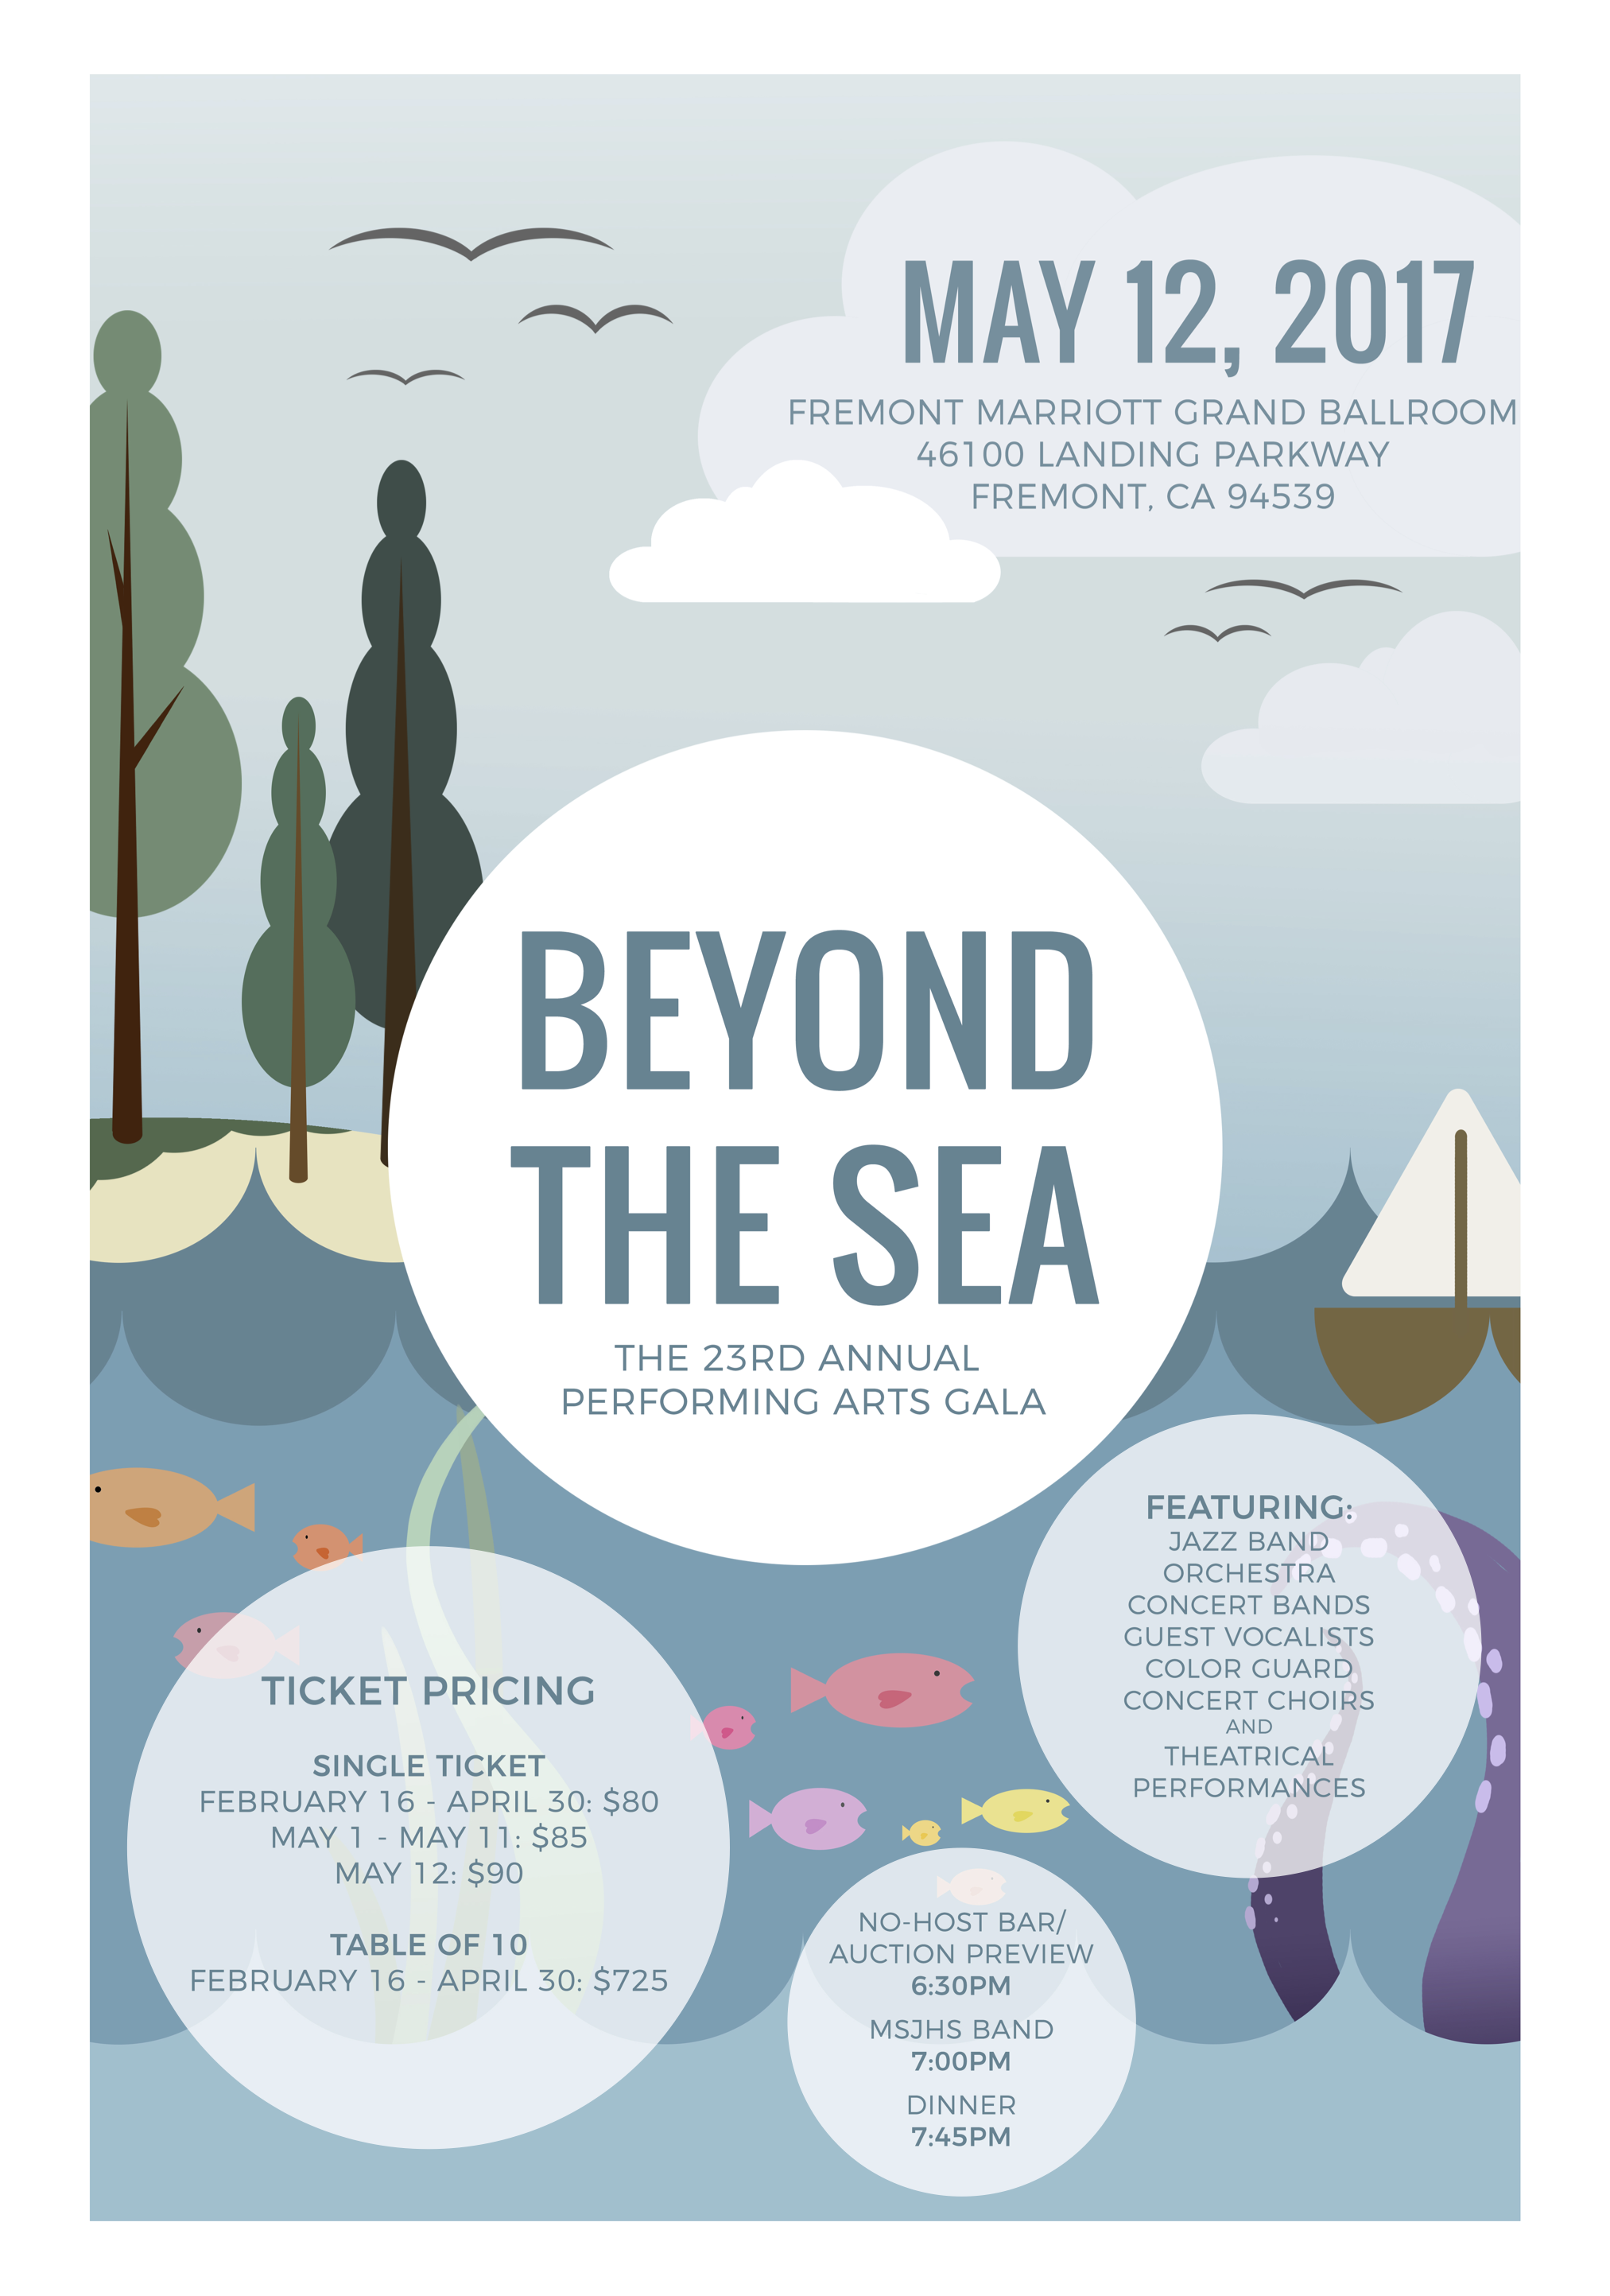 MAY 12, 2017
FREMONT MARRIOTT GRAND BALLROOM
46100 LANDING PARKWAY
FREMONT, CA 94539
BEYOND
THE SEA
THE 23RD ANNUAL
PERFORMING ARTS GALA
FEATURING:
JAZZ BAND
ORCHESTRA
CONCERT BANDS
GUEST VOCALISTS
COLOR GUARD
CONCERT CHOIRS
AND
THEATRICAL
PERFORMANCES
TICKET PRICING
SINGLE TICKET
FEBRUARY 16 - APRIL 30: $80
MAY 1 - MAY 11: $85
MAY 12: $90
TABLE OF 10
FEBRUARY 16 - APRIL 30: $725
NO-HOST BAR/
AUCTION PREVIEW
6:30PM
MSJHS BAND
7:00PM
DINNER
7:45PM